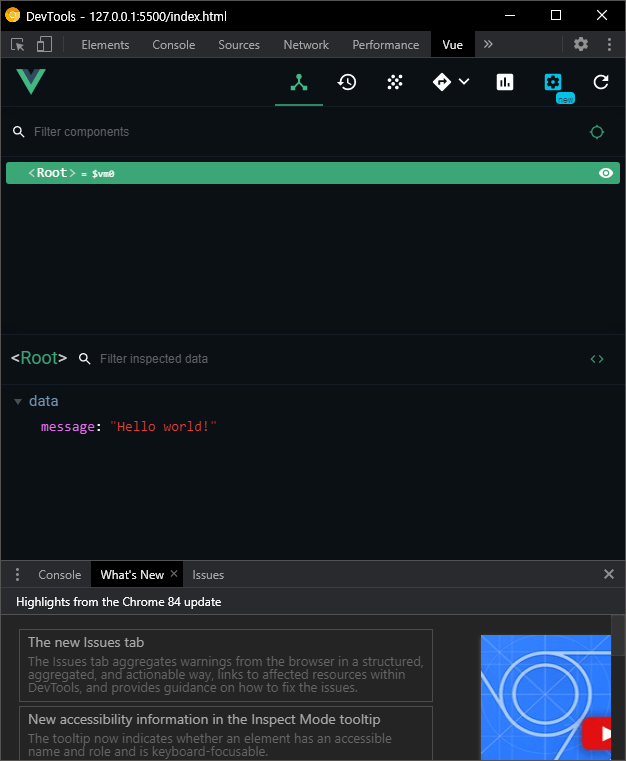 DevTools - 127.0.0.1:5500/index.html
Elements Console Sources Network Performance Vue »
new
Filter components
<Root> = $vm0
<Root> Filter inspected data
data
message: "Hello world!"
Console What's New × Issues
Highlights from the Chrome 84 update
The new Issues tab
The Issues tab aggregates warnings from the browser in a structured,
aggregated, and actionable way, links to affected resources within
DevTools, and provides guidance on how to fix the issues.
New accessibility information in the Inspect Mode tooltip
The tooltip now indicates whether an element has an accessible
name and role and is keyboard-focusable.